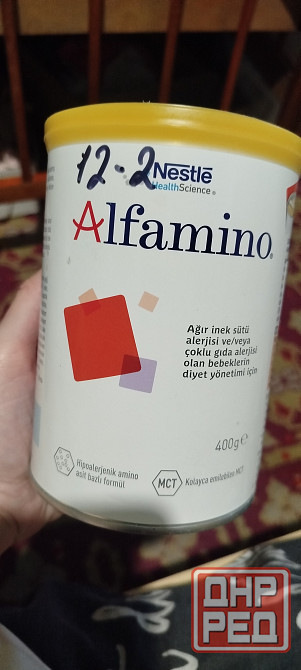 12-2
Nestlé
HealthScience®
Alfamino®
Ağır inek sütü
alerjisi ve/veya
çoklu gıda alerjisi
olan bebeklerin
diyet yönetimi için
400g e
Hipoalerjenik amino
asit bazlı formül
MCT
Kolayca emilebilen MCT
ДНР
РЕД